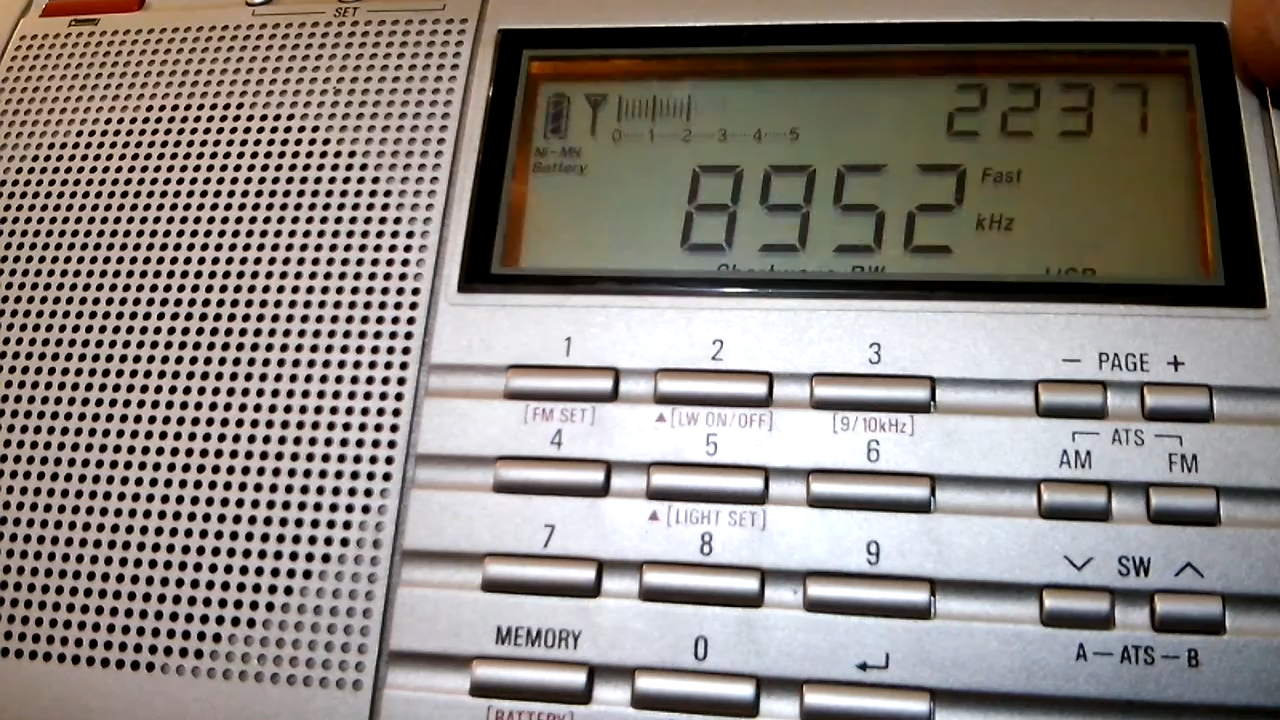 SET
2237
0 1 2 3 4 5
Ni-MH
Battery
8952
Fast
kHz
USB
1 2 3 − PAGE +
[FM SET] ▲[LW ON/OFF] [9/10kHz]
ATS
4 5 6 AM FM
▲[LIGHT SET]
7 8 9 SW
A — ATS — B
MEMORY 0
[BATTERY]